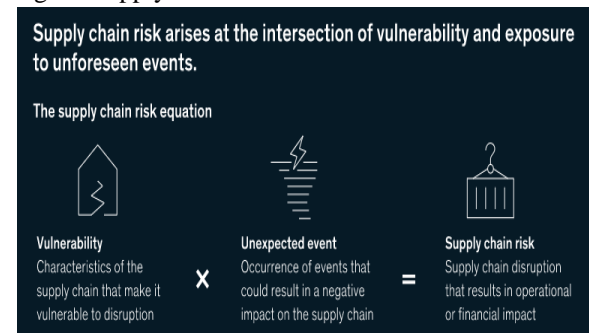 Supply chain risk arises at the intersection of vulnerability and exposure
to unforeseen events.
The supply chain risk equation
Vulnerability
Characteristics of the
supply chain that make it
vulnerable to disruption
x
Unexpected event
Occurrence of events that
could result in a negative
impact on the supply chain
=
Supply chain risk
Supply chain disruption
that results in operational
or financial impact